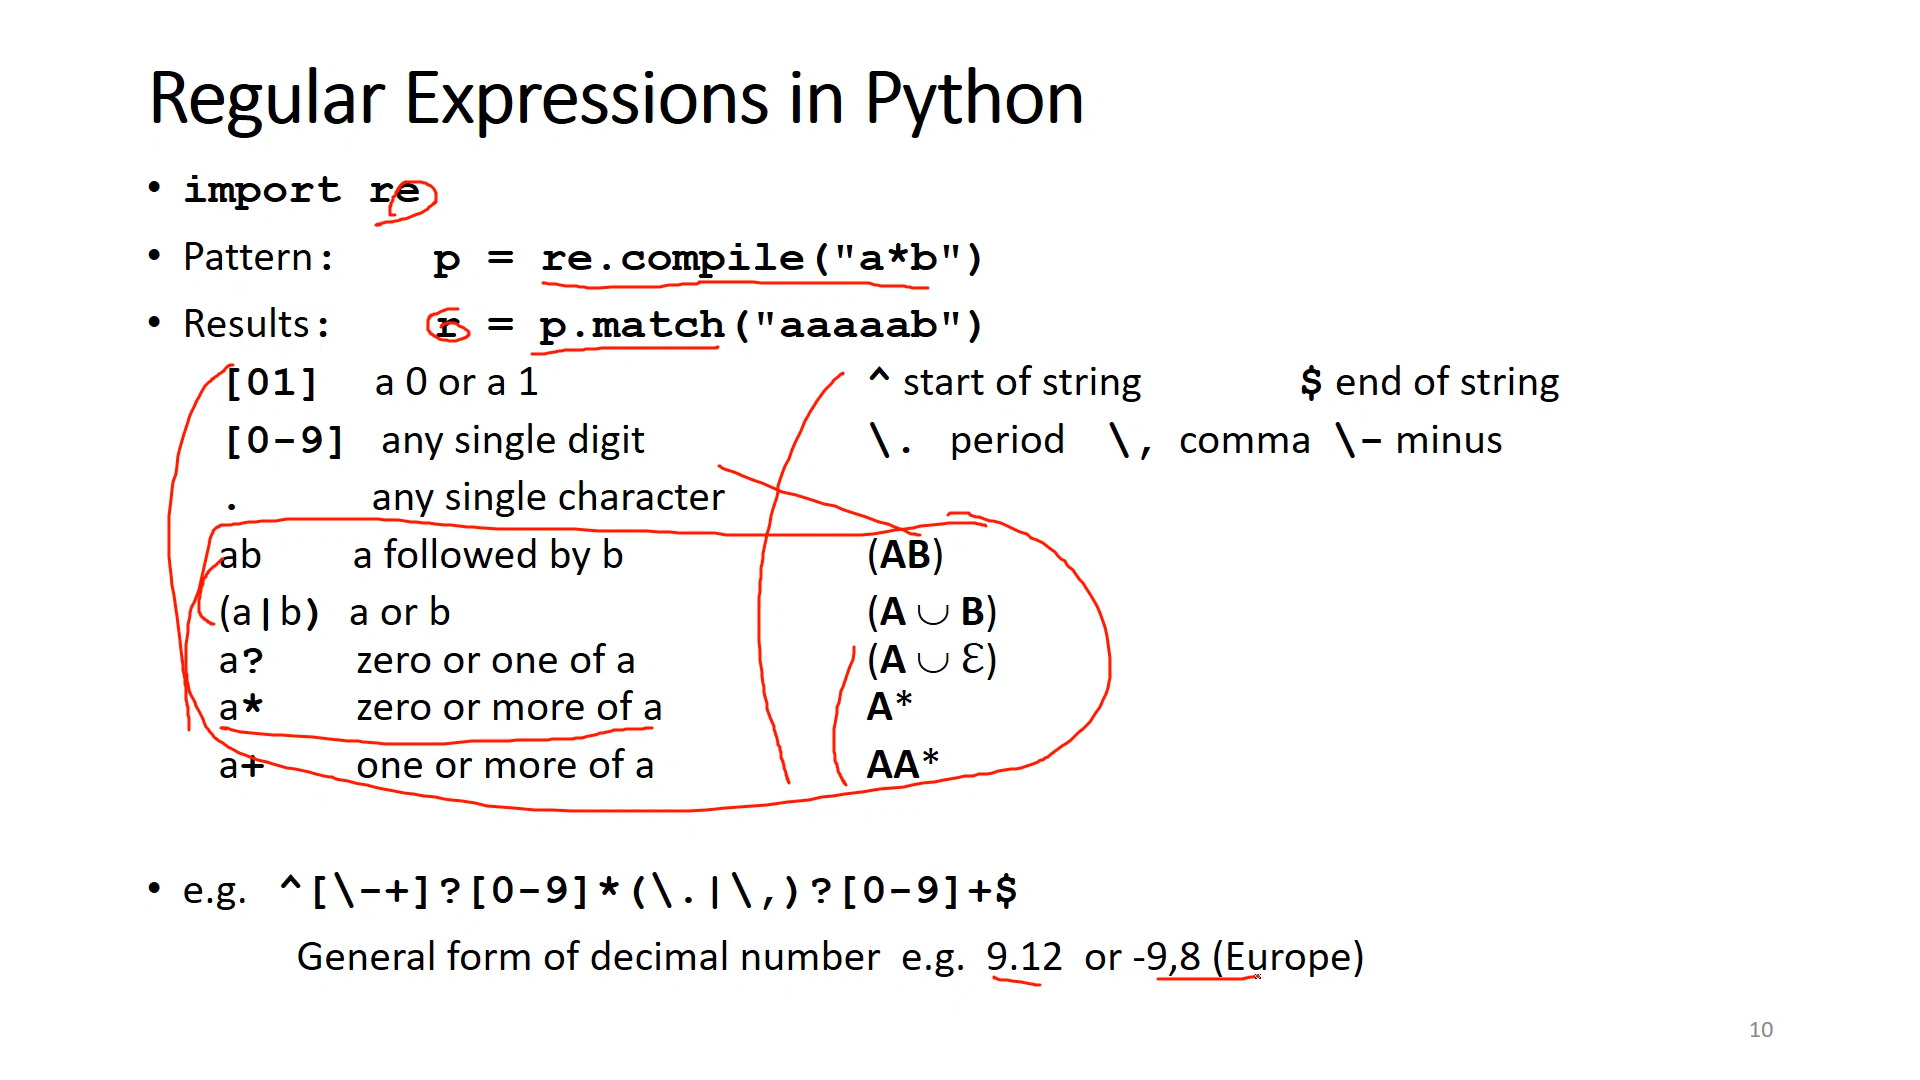 Regular Expressions in Python
• import re
• Pattern: p = re.compile("a*b")
• Results: r = p.match("aaaaab")
[01] a 0 or a 1 ^ start of string $ end of string
[0-9] any single digit \. period \, comma \- minus
. any single character
ab a followed by b (AB)
(a|b) a or b (A ∪ B)
a? zero or one of a (A ∪ Ɛ)
a* zero or more of a A*
a+ one or more of a AA*
• e.g. ^[\-+]?[0-9]*(\.|\,)?[0-9]+$
General form of decimal number e.g. 9.12 or -9,8 (Europe)
10